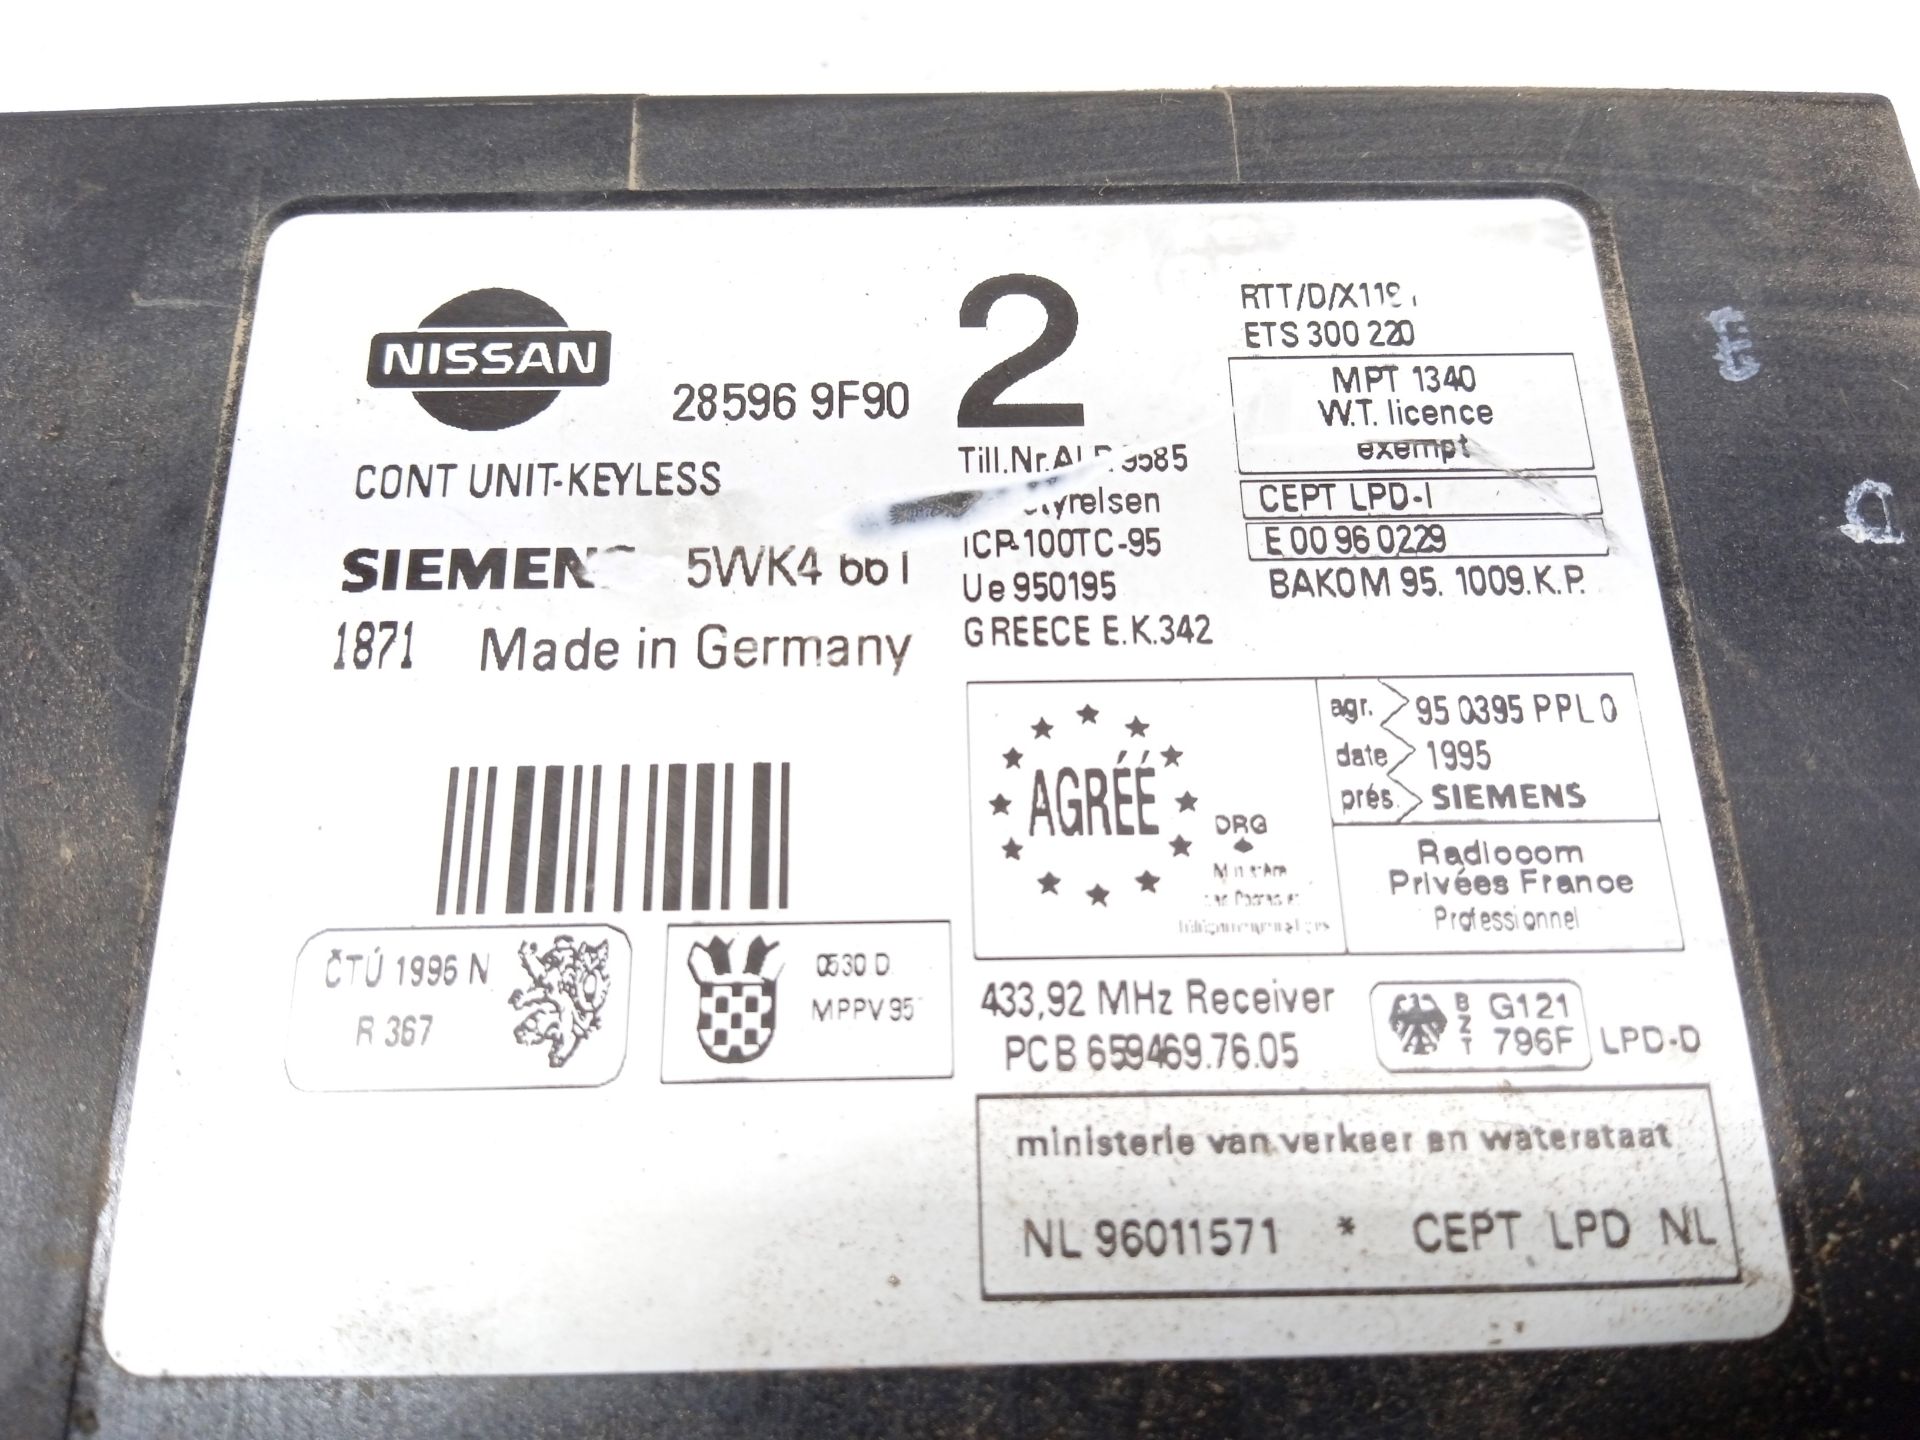 NISSAN
28596 9F90
2
CONT UNIT-KEYLESS
SIEMENS 5WK4
1871 Made in Germany
ETS 300 220
MPT 1340
W.T. licence
exempt
Till.Nr.
CEPT LPD-I
ICP-100TC-95
E 00 96 0229
Ue 950195
BAKOM 95. 1009.K.P.
GREECE E.K.342
AGRÉÉ
DRG
agr. 95 0395 PPL 0
date 1995
prés. SIEMENS
Radiocom
Privées France
Professionnel
ČTÚ 1996 N
R 367
0530 D
MPPV 95
433,92 MHz Receiver
PCB 659469.76.05
BZT
G121
796F
LPD-D
ministerie van verkeer en waterstaat
NL 96011571 * CEPT LPD NL
E
D